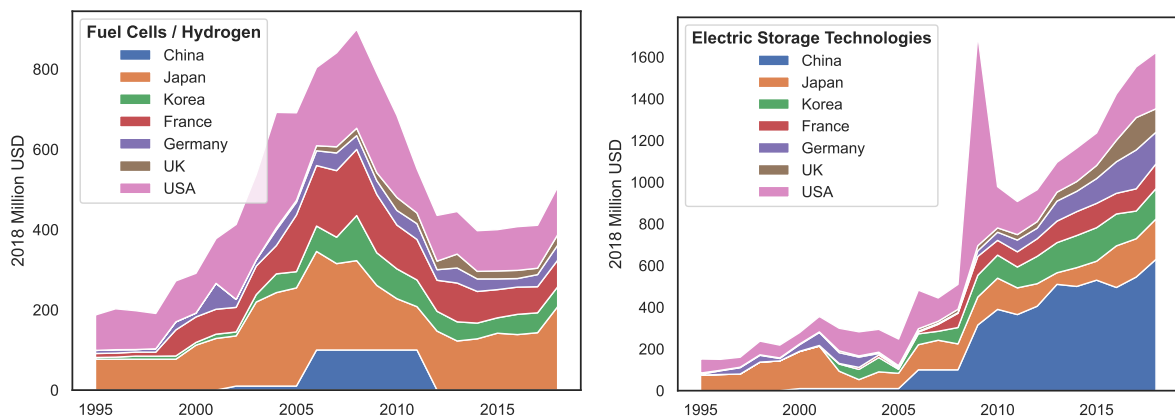 Fuel Cells / Hydrogen
China
Japan
Korea
France
Germany
UK
USA
2018 Million USD
800
600
400
200
0
1995
2000
2005
2010
2015
Electric Storage Technologies
China
Japan
Korea
France
Germany
UK
USA
2018 Million USD
1600
1400
1200
1000
800
600
400
200
0
1995
2000
2005
2010
2015